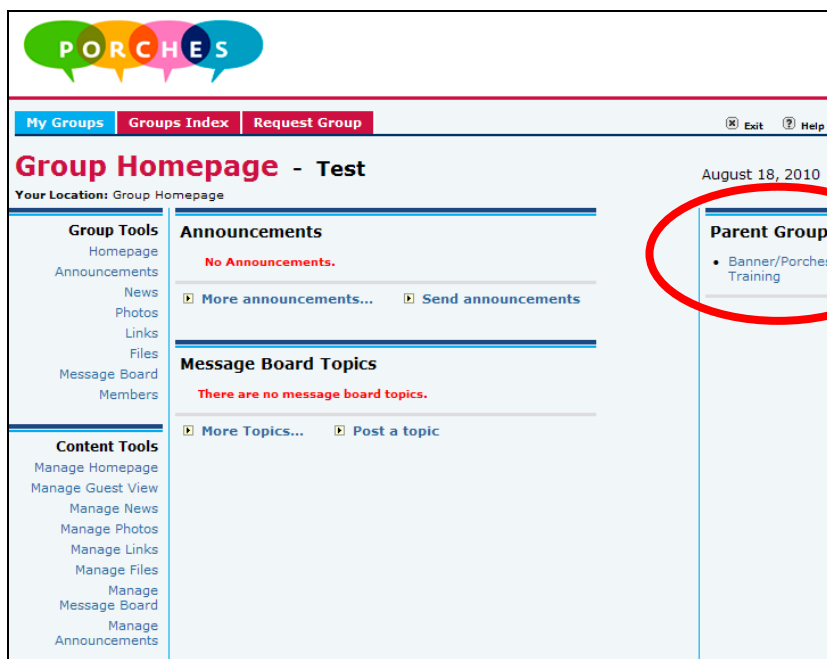 PORCHES
My Groups Groups Index Request Group
Exit Help
Group Homepage - Test
August 18, 2010
Your Location: Group Homepage
Group Tools
Homepage
Announcements
News
Photos
Links
Files
Message Board
Members
Content Tools
Manage Homepage
Manage Guest View
Manage News
Manage Photos
Manage Links
Manage Files
Manage
Message Board
Manage
Announcements
Announcements
No Announcements.
More announcements... Send announcements
Message Board Topics
There are no message board topics.
More Topics... Post a topic
Parent Group
Banner/Porches
Training